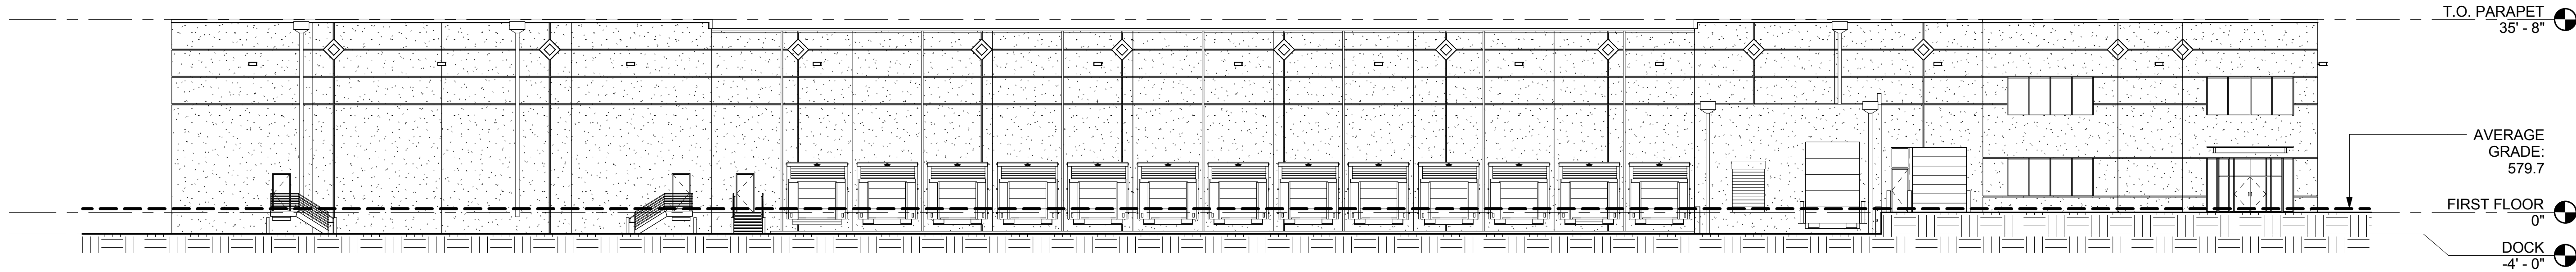 T.O. PARAPET
35' - 8"
AVERAGE
GRADE:
579.7
FIRST FLOOR
0"
DOCK
-4' - 0"